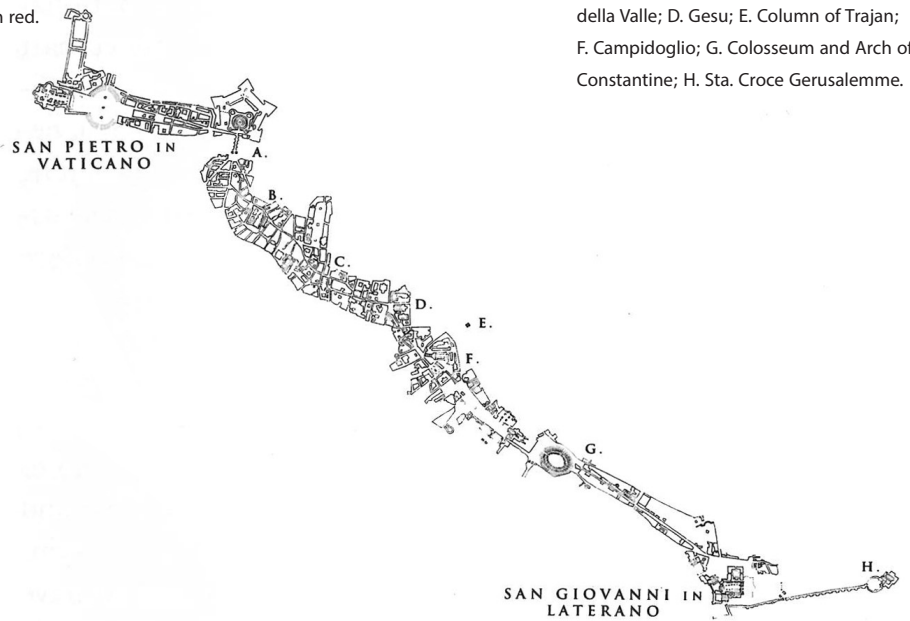 red.
della Valle; D. Gesu; E. Column of Trajan;
F. Campidoglio; G. Colosseum and Arch of
Constantine; H. Sta. Croce Gerusalemme.
SAN PIETRO IN
VATICANO
A.
B.
C.
D.
E.
F.
G.
H.
SAN GIOVANNI IN
LATERANO